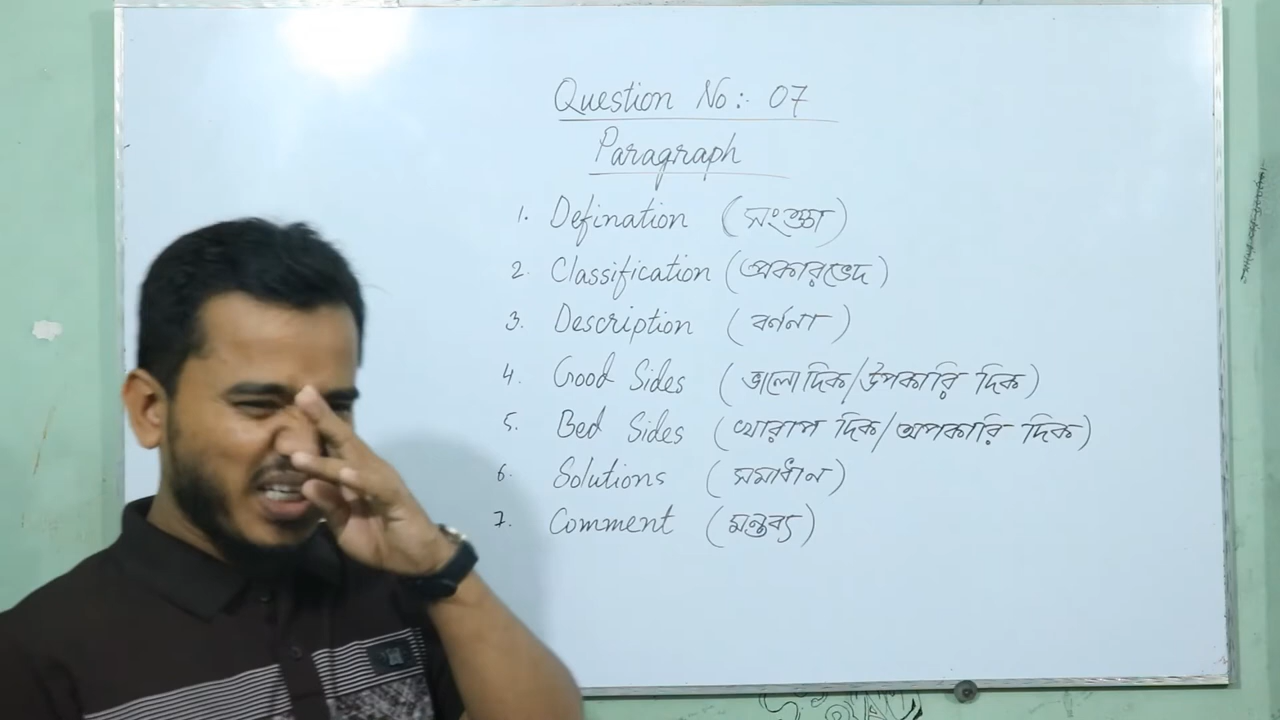 Question No:- 07
Paragraph
1. Defination (সংজ্ঞা)
2. Classification (প্রকারভেদ)
3. Description (বর্ণনা)
4. Good Sides (ভালো দিক/উপকারি দিক)
5. Bed Sides (খারাপ দিক/অপকারি দিক)
6. Solutions (সমাধান)
7. Comment (মন্তব্য)